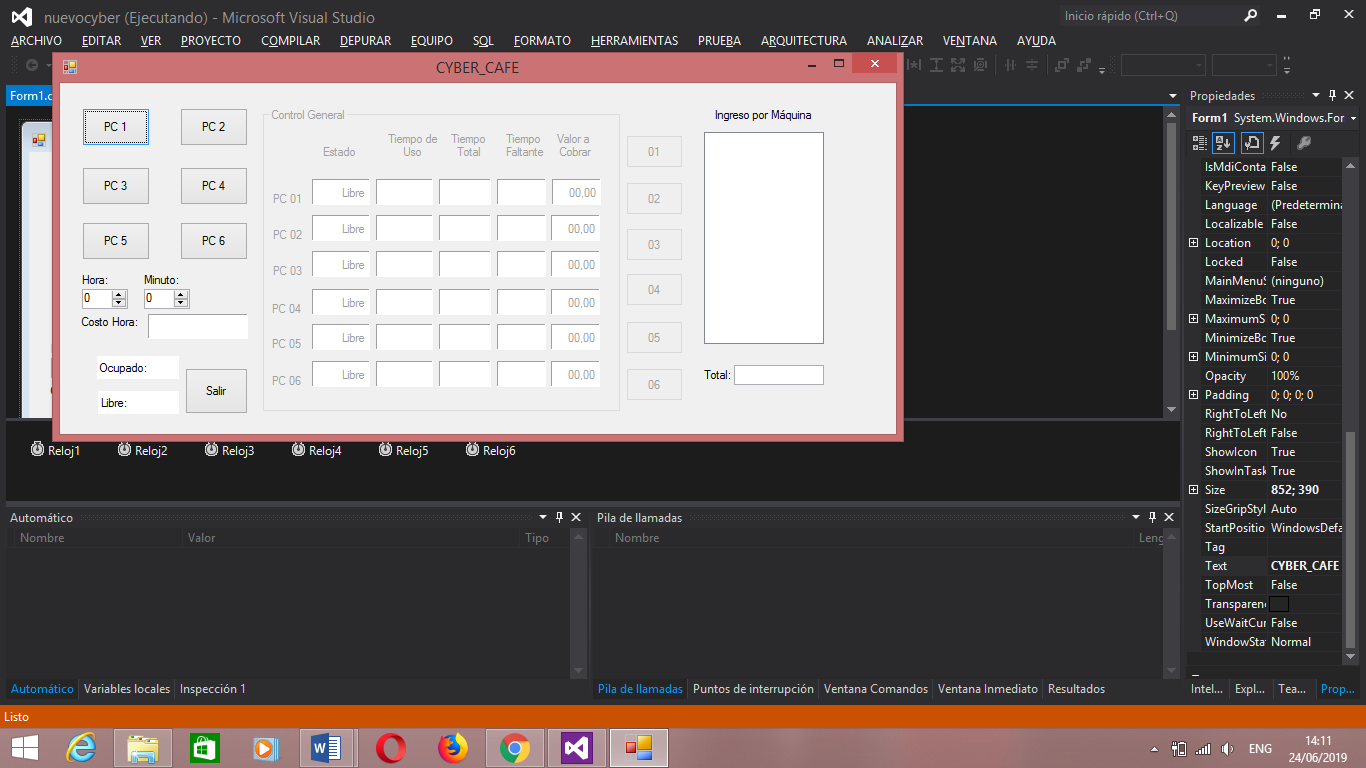 nuevocyber (Ejecutando) - Microsoft Visual Studio
Inicio rápido (Ctrl+Q)
ARCHIVO EDITAR VER PROYECTO COMPILAR DEPURAR EQUIPO SQL FORMATO HERRAMIENTAS PRUEBA ARQUITECTURA ANALIZAR VENTANA AYUDA
CYBER_CAFE
Form1.c
PC 1 PC 2
PC 3 PC 4
PC 5 PC 6
Hora: Minuto:
0 0
Costo Hora:
Ocupado:
Libre:
Salir
Control General
Estado Tiempo de Uso Tiempo Total Tiempo Faltante Valor a Cobrar
PC 01 Libre 00,00
PC 02 Libre 00,00
PC 03 Libre 00,00
PC 04 Libre 00,00
PC 05 Libre 00,00
PC 06 Libre 00,00
01
02
03
04
05
06
Ingreso por Máquina
Total:
Reloj1 Reloj2 Reloj3 Reloj4 Reloj5 Reloj6
Automático
Nombre Valor Tipo
Pila de llamadas
Nombre Leng
Automático Variables locales Inspección 1
Pila de llamadas Puntos de interrupción Ventana Comandos Ventana Inmediato Resultados
Propiedades
Form1 System.Windows.For
IsMdiConta False
KeyPreview False
Language (Predetermina
Localizable False
Location 0; 0
Locked False
MainMenuS (ninguno)
MaximizeBo True
MaximumS 0; 0
MinimizeBo True
MinimumSi 0; 0
Opacity 100%
Padding 0; 0; 0; 0
RightToLeft No
RightToLeft False
ShowIcon True
ShowInTask True
Size 852; 390
SizeGripStyl Auto
StartPositio WindowsDefa
Tag
Text CYBER_CAFE
TopMost False
Transparen
UseWaitCur False
WindowStat Normal
Intel... Expl... Tea... Prop...
Listo
ENG
14:11
24/06/2019